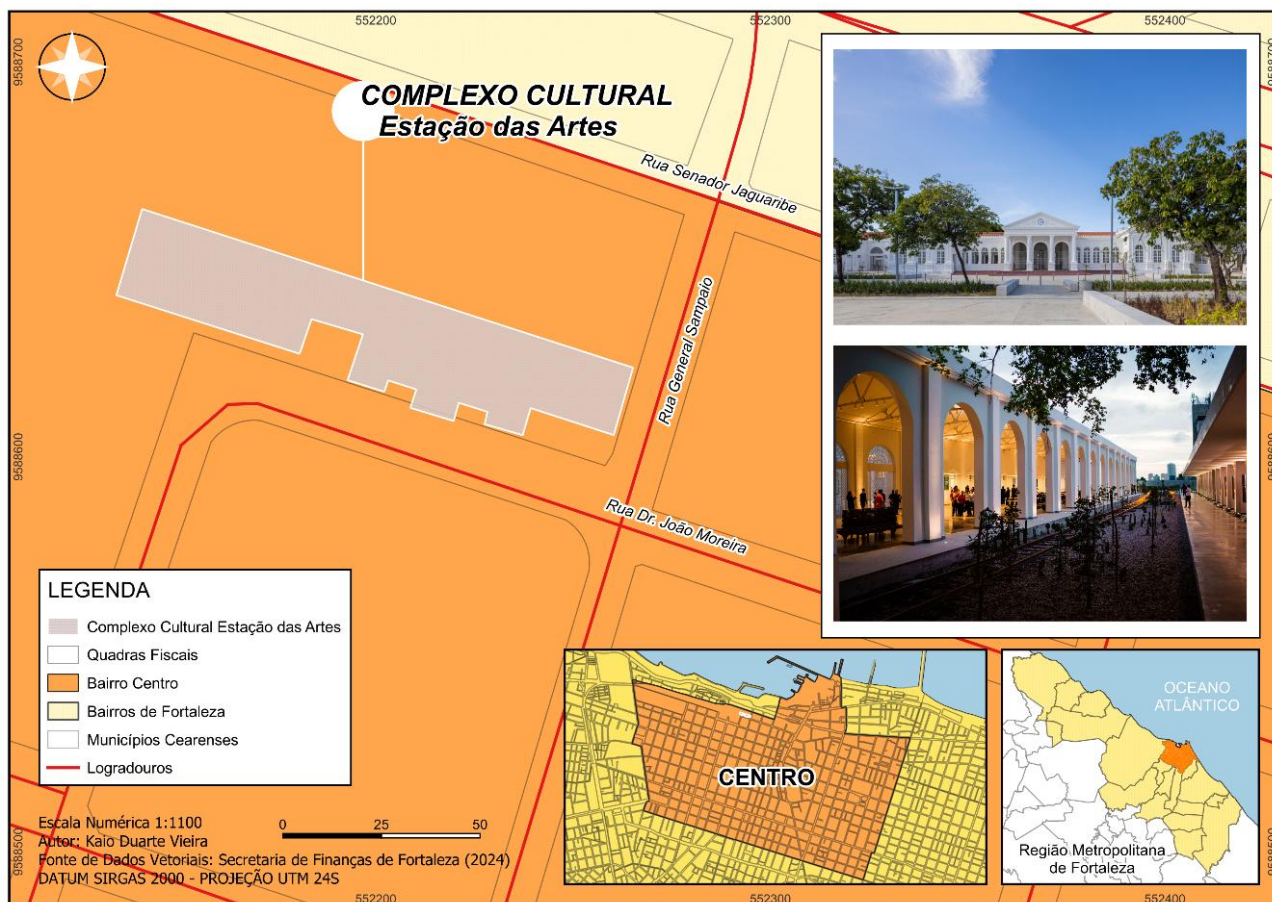 552200
552300
552400
9588700
9588700
COMPLEXO CULTURAL
Estação das Artes
Rua Senador Jaguaribe
Rua General Sampaio
9588600
9588600
Rua Dr. João Moreira
LEGENDA
Complexo Cultural Estação das Artes
Quadras Fiscais
Bairro Centro
Bairros de Fortaleza
Municípios Cearenses
Logradouros
CENTRO
OCEANO
ATLÂNTICO
Região Metropolitana
de Fortaleza
Escala Numérica 1:1100
0 25 50
Autor: Kaio Duarte Vieira
Fonte de Dados Vetoriais: Secretaria de Finanças de Fortaleza (2024)
DATUM SIRGAS 2000 - PROJEÇÃO UTM 24S
9588500
9588500
552200
552300
552400